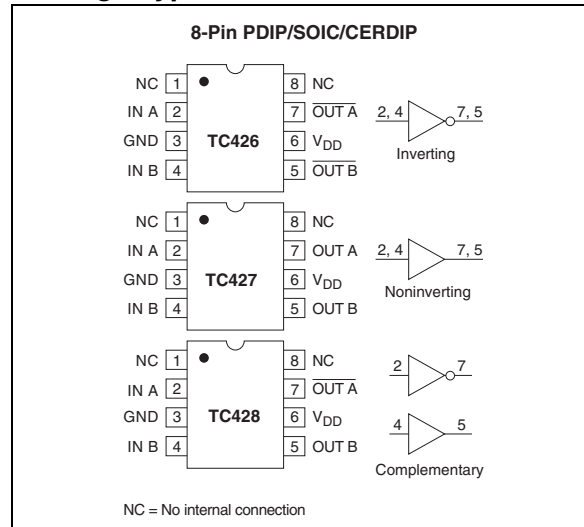 8-Pin PDIP/SOIC/CERDIP
NC 1
IN A 2
GND 3
IN B 4
TC426
8 NC
7 OUT A
6 VDD
5 OUT B
2, 4 7, 5
Inverting
NC 1
IN A 2
GND 3
IN B 4
TC427
8 NC
7 OUT A
6 VDD
5 OUT B
2, 4 7, 5
Noninverting
NC 1
IN A 2
GND 3
IN B 4
TC428
8 NC
7 OUT A
6 VDD
5 OUT B
2 7
4 5
Complementary
NC = No internal connection